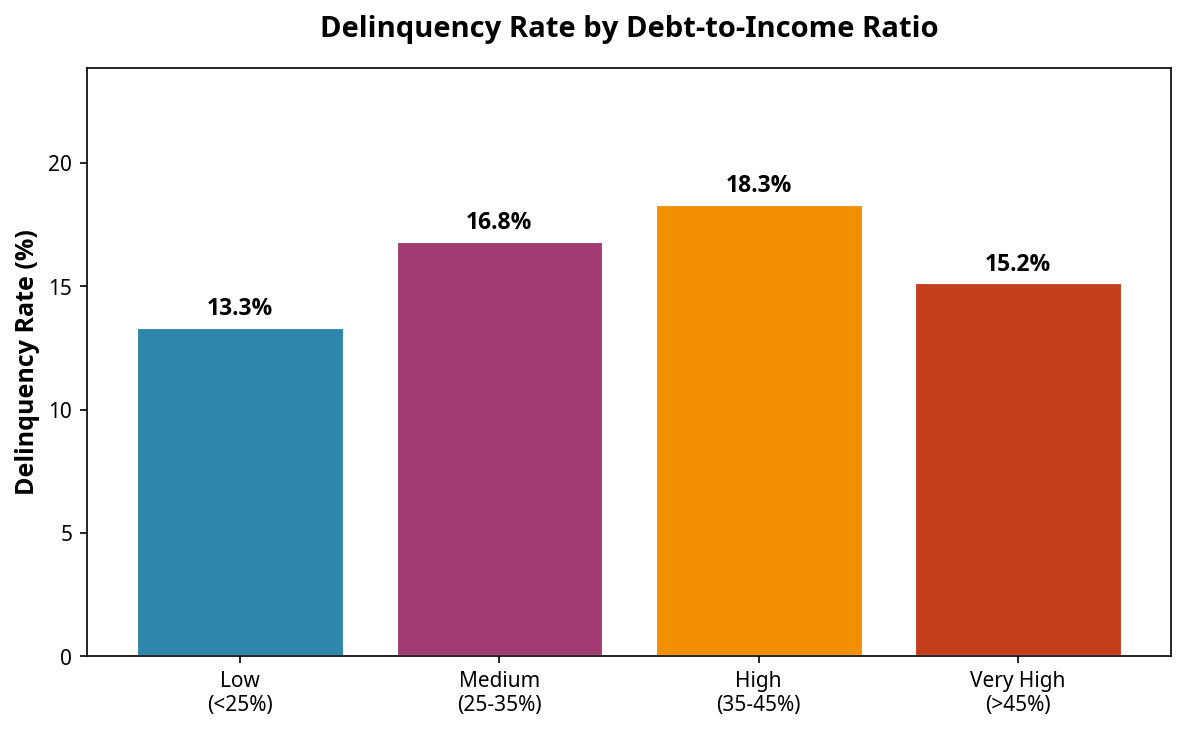 Delinquency Rate by Debt-to-Income Ratio
Delinquency Rate (%)
20
15
10
5
0
13.3%
16.8%
18.3%
15.2%
Low
(<25%)
Medium
(25-35%)
High
(35-45%)
Very High
(>45%)